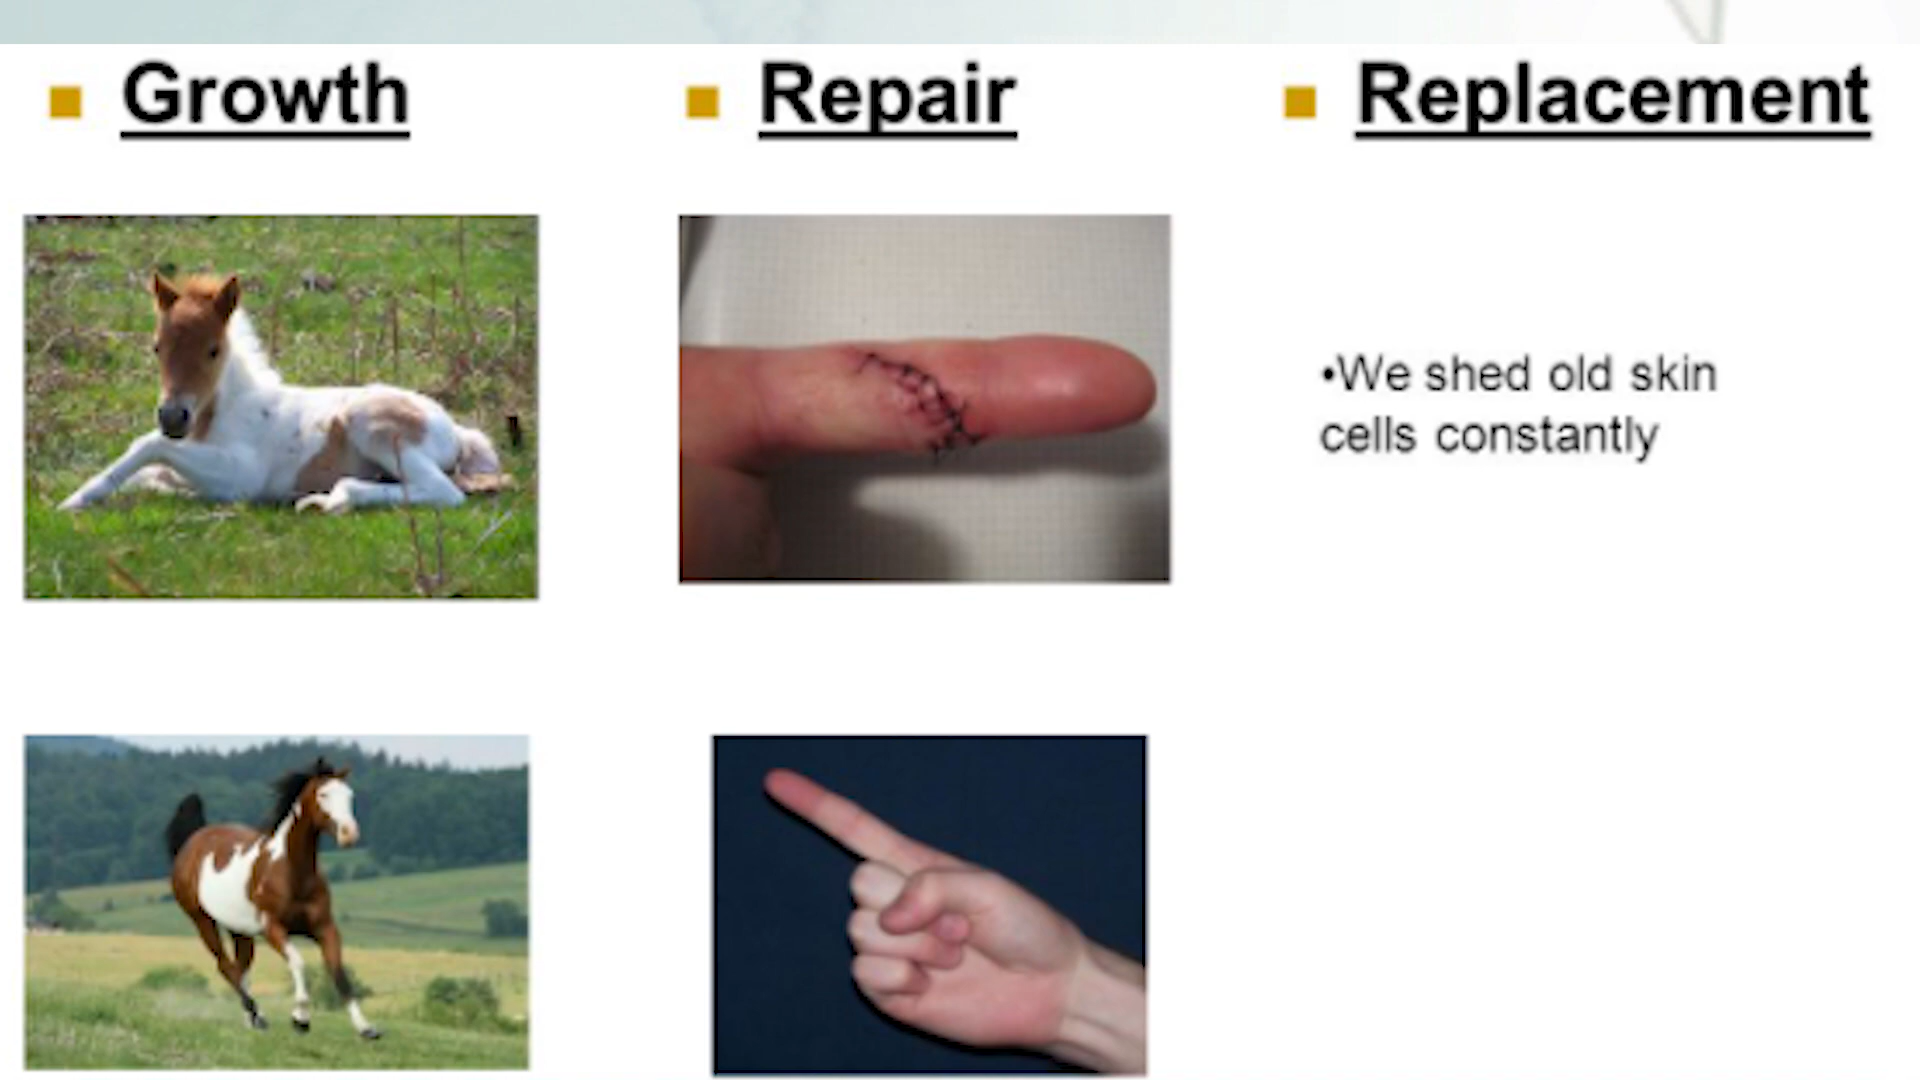 Growth
Repair
Replacement
•We shed old skin
cells constantly